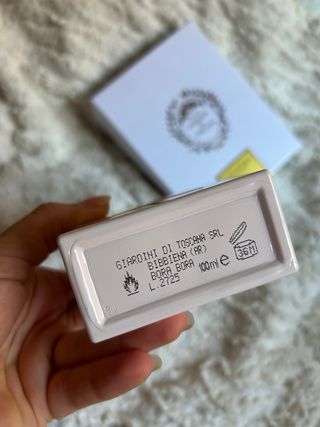 GIARDINI DI TOSCANA SRL
BIBBIENA (AR)
BORA BORA 100ml e
L.2725
36M